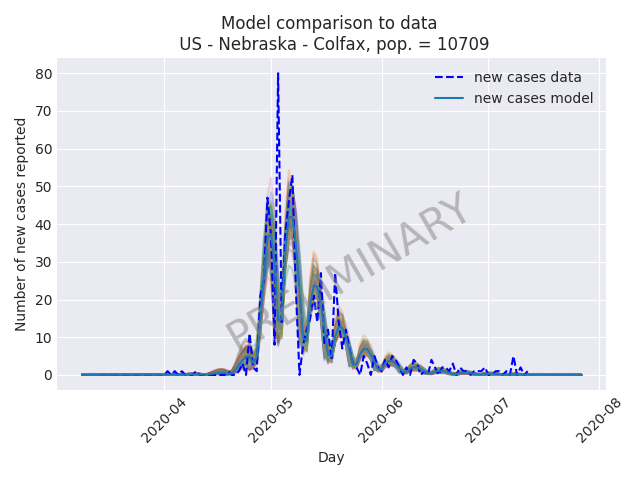 Model comparison to data
US - Nebraska - Colfax, pop. = 10709
new cases data
new cases model
80
70
60
50
40
30
20
10
0
Number of new cases reported
PRELIMINARY
2020-04
2020-05
2020-06
2020-07
2020-08
Day